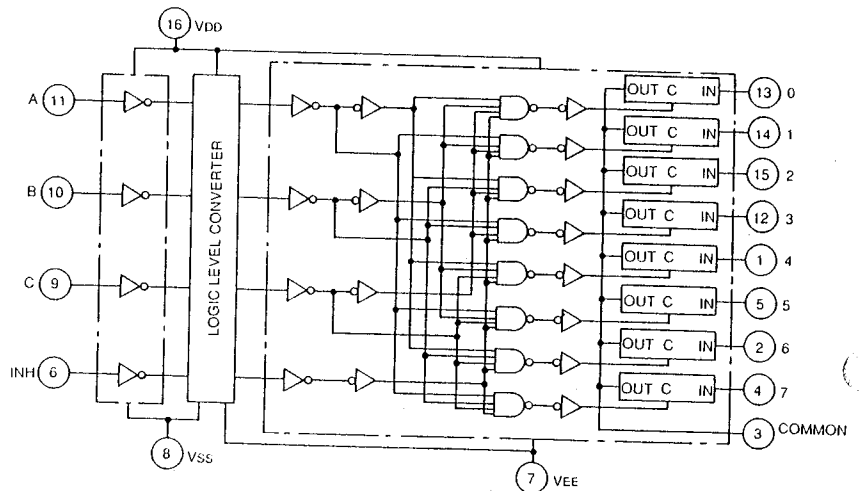 16 VDD
A 11
B 10
C 9
INH 6
LOGIC LEVEL CONVERTER
8 VSS
7 VEE
OUT C IN 13 0
OUT C IN 14 1
OUT C IN 15 2
OUT C IN 12 3
OUT C IN 1 4
OUT C IN 5 5
OUT C IN 2 6
OUT C IN 4 7
3 COMMON